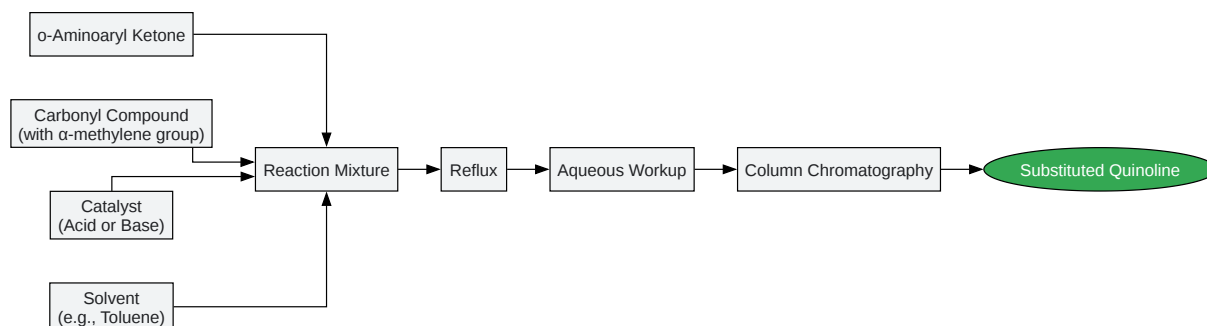 o-Aminoaryl Ketone
Carbonyl Compound
(with α-methylene group)
Catalyst
(Acid or Base)
Solvent
(e.g., Toluene)
Reaction Mixture
Reflux
Aqueous Workup
Column Chromatography
Substituted Quinoline